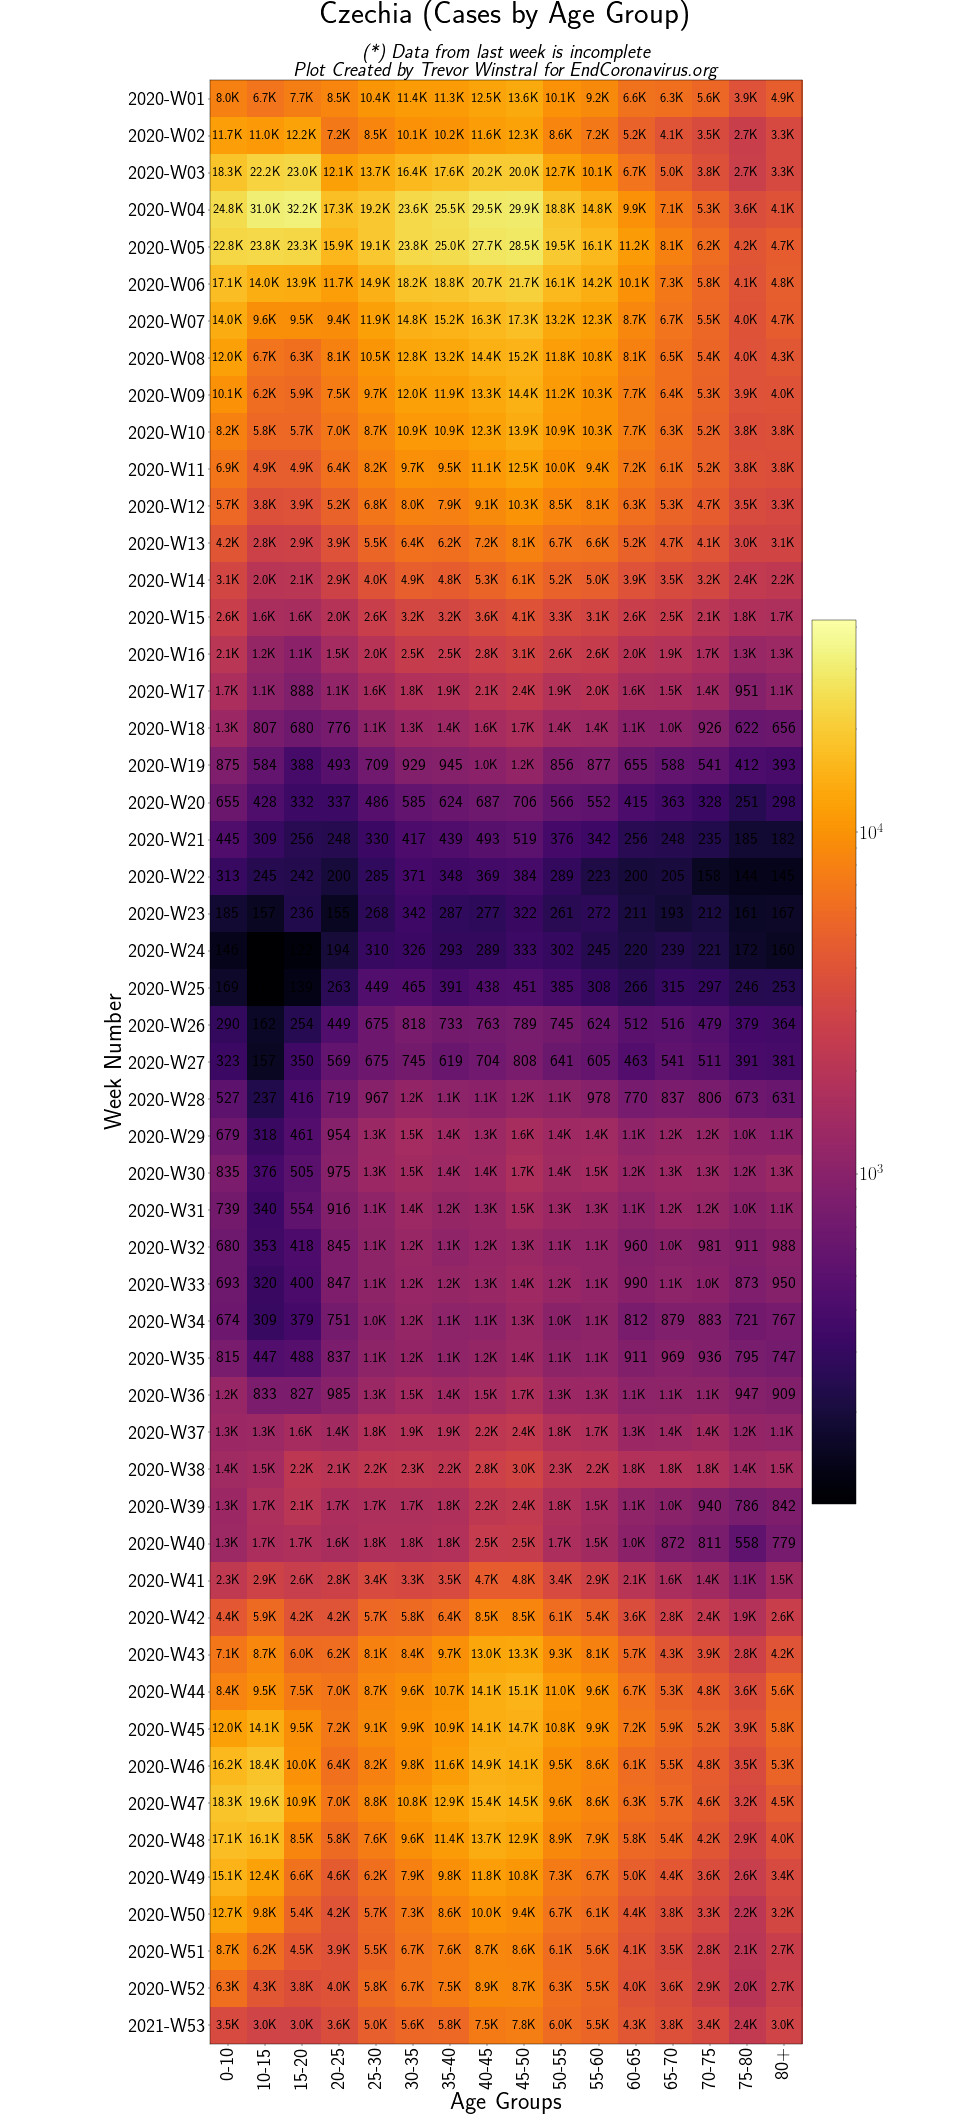 Czechia (Cases by Age Group)
(*) Data from last week is incomplete
Plot Created by Trevor Winstral for EndCoronavirus.org
2020-W01 8.0K 6.7K 7.7K 8.5K 10.4K 11.4K 11.3K 12.5K 13.6K 10.1K 9.2K 6.6K 6.3K 5.6K 3.9K 4.9K
2020-W02 11.7K 11.0K 12.2K 7.2K 8.5K 10.1K 10.2K 11.6K 12.3K 8.6K 7.2K 5.2K 4.1K 3.5K 2.7K 3.3K
2020-W03 18.3K 22.2K 23.0K 12.1K 13.7K 16.4K 17.6K 20.2K 20.0K 12.7K 10.1K 6.7K 5.0K 3.8K 2.7K 3.3K
2020-W04 24.8K 31.0K 32.2K 17.3K 19.2K 23.6K 25.5K 29.5K 29.9K 18.8K 14.8K 9.9K 7.1K 5.3K 3.6K 4.1K
2020-W05 22.8K 23.8K 23.3K 15.9K 19.1K 23.8K 25.0K 27.7K 28.5K 19.5K 16.1K 11.2K 8.1K 6.2K 4.2K 4.7K
2020-W06 17.1K 14.0K 13.9K 11.7K 14.9K 18.2K 18.8K 20.7K 21.7K 16.1K 14.2K 10.1K 7.3K 5.8K 4.1K 4.8K
2020-W07 14.0K 9.6K 9.5K 9.4K 11.9K 14.8K 15.2K 16.3K 17.3K 13.2K 12.3K 8.7K 6.7K 5.5K 4.0K 4.7K
2020-W08 12.0K 6.7K 6.3K 8.1K 10.5K 12.8K 13.2K 14.4K 15.2K 11.8K 10.8K 8.1K 6.5K 5.4K 4.0K 4.3K
2020-W09 10.1K 6.2K 5.9K 7.5K 9.7K 12.0K 11.9K 13.3K 14.4K 11.2K 10.3K 7.7K 6.4K 5.3K 3.9K 4.0K
2020-W10 8.2K 5.8K 5.7K 7.0K 8.7K 10.9K 10.9K 12.3K 13.9K 10.9K 10.3K 7.7K 6.3K 5.2K 3.8K 3.8K
2020-W11 6.9K 4.9K 4.9K 6.4K 8.2K 9.7K 9.5K 11.1K 12.5K 10.0K 9.4K 7.2K 6.1K 5.2K 3.8K 3.8K
2020-W12 5.7K 3.8K 3.9K 5.2K 6.8K 8.0K 7.9K 9.1K 10.3K 8.5K 8.1K 6.3K 5.3K 4.7K 3.5K 3.3K
2020-W13 4.2K 2.8K 2.9K 3.9K 5.5K 6.4K 6.2K 7.2K 8.1K 6.7K 6.6K 5.2K 4.7K 4.1K 3.0K 3.1K
2020-W14 3.1K 2.0K 2.1K 2.9K 4.0K 4.9K 4.8K 5.3K 6.1K 5.2K 5.0K 3.9K 3.5K 3.2K 2.4K 2.2K
2020-W15 2.6K 1.6K 1.6K 2.0K 2.6K 3.2K 3.2K 3.6K 4.1K 3.3K 3.1K 2.6K 2.5K 2.1K 1.8K 1.7K
2020-W16 2.1K 1.2K 1.1K 1.5K 2.0K 2.5K 2.5K 2.8K 3.1K 2.6K 2.6K 2.0K 1.9K 1.7K 1.3K 1.3K
2020-W17 1.7K 1.1K 888 1.1K 1.6K 1.8K 1.9K 2.1K 2.4K 1.9K 2.0K 1.6K 1.5K 1.4K 951 1.1K
2020-W18 1.3K 807 680 776 1.1K 1.3K 1.4K 1.6K 1.7K 1.4K 1.4K 1.1K 1.0K 926 622 656
2020-W19 875 584 388 493 709 929 945 1.0K 1.2K 856 877 655 588 541 412 393
2020-W20 655 428 332 337 486 585 624 687 706 566 552 415 363 328 251 298
2020-W21 445 309 256 248 330 417 439 493 519 376 342 256 248 235 185 182
2020-W22 313 245 242 200 285 371 348 369 384 289 223 200 205 158 144 145
2020-W23 185 157 236 155 268 342 287 277 322 261 272 211 193 212 161 167
2020-W24 146 194 310 326 293 289 333 302 245 220 239 221 172 160
2020-W25 169 263 449 465 391 438 451 385 308 266 315 297 246 253
2020-W26 290 162 254 449 675 818 733 763 789 745 624 512 516 479 379 364
2020-W27 323 157 350 569 675 745 619 704 808 641 605 463 541 511 391 381
2020-W28 527 237 416 719 967 1.2K 1.1K 1.1K 1.2K 1.1K 978 770 837 806 673 631
2020-W29 679 318 461 954 1.3K 1.5K 1.4K 1.3K 1.6K 1.4K 1.4K 1.1K 1.2K 1.2K 1.0K 1.1K
2020-W30 835 376 505 975 1.3K 1.5K 1.4K 1.4K 1.7K 1.4K 1.5K 1.2K 1.3K 1.3K 1.2K 1.3K
2020-W31 739 340 554 916 1.1K 1.4K 1.2K 1.3K 1.5K 1.3K 1.3K 1.1K 1.2K 1.2K 1.0K 1.1K
2020-W32 680 353 418 845 1.1K 1.2K 1.1K 1.2K 1.3K 1.1K 1.1K 960 1.0K 981 911 988
2020-W33 693 320 400 847 1.1K 1.2K 1.2K 1.3K 1.4K 1.2K 1.1K 990 1.1K 1.0K 873 950
2020-W34 674 309 379 751 1.0K 1.2K 1.1K 1.1K 1.3K 1.0K 1.1K 812 879 883 721 767
2020-W35 815 447 488 837 1.1K 1.2K 1.1K 1.2K 1.4K 1.1K 1.1K 911 969 936 795 747
2020-W36 1.2K 833 827 985 1.3K 1.5K 1.4K 1.5K 1.7K 1.3K 1.3K 1.1K 1.1K 1.1K 947 909
2020-W37 1.3K 1.3K 1.6K 1.4K 1.8K 1.9K 1.9K 2.2K 2.4K 1.8K 1.7K 1.3K 1.4K 1.4K 1.2K 1.1K
2020-W38 1.4K 1.5K 2.2K 2.1K 2.2K 2.3K 2.2K 2.8K 3.0K 2.3K 2.2K 1.8K 1.8K 1.8K 1.4K 1.5K
2020-W39 1.3K 1.7K 2.1K 1.7K 1.7K 1.7K 1.8K 2.2K 2.4K 1.8K 1.5K 1.1K 1.0K 940 786 842
2020-W40 1.3K 1.7K 1.7K 1.6K 1.8K 1.8K 1.8K 2.5K 2.5K 1.7K 1.5K 1.0K 872 811 558 779
2020-W41 2.3K 2.9K 2.6K 2.8K 3.4K 3.3K 3.5K 4.7K 4.8K 3.4K 2.9K 2.1K 1.6K 1.4K 1.1K 1.5K
2020-W42 4.4K 5.9K 4.2K 4.2K 5.7K 5.8K 6.4K 8.5K 8.5K 6.1K 5.4K 3.6K 2.8K 2.4K 1.9K 2.6K
2020-W43 7.1K 8.7K 6.0K 6.2K 8.1K 8.4K 9.7K 13.0K 13.3K 9.3K 8.1K 5.7K 4.3K 3.9K 2.8K 4.2K
2020-W44 8.4K 9.5K 7.5K 7.0K 8.7K 9.6K 10.7K 14.1K 15.1K 11.0K 9.6K 6.7K 5.3K 4.8K 3.6K 5.6K
2020-W45 12.0K 14.1K 9.5K 7.2K 9.1K 9.9K 10.9K 14.1K 14.7K 10.8K 9.9K 7.2K 5.9K 5.2K 3.9K 5.8K
2020-W46 16.2K 18.4K 10.0K 6.4K 8.2K 9.8K 11.6K 14.9K 14.1K 9.5K 8.6K 6.1K 5.5K 4.8K 3.5K 5.3K
2020-W47 18.3K 19.6K 10.9K 7.0K 8.8K 10.8K 12.9K 15.4K 14.5K 9.6K 8.6K 6.3K 5.7K 4.6K 3.2K 4.5K
2020-W48 17.1K 16.1K 8.5K 5.8K 7.6K 9.6K 11.4K 13.7K 12.9K 8.9K 7.9K 5.8K 5.4K 4.2K 2.9K 4.0K
2020-W49 15.1K 12.4K 6.6K 4.6K 6.2K 7.9K 9.8K 11.8K 10.8K 7.3K 6.7K 5.0K 4.4K 3.6K 2.6K 3.4K
2020-W50 12.7K 9.8K 5.4K 4.2K 5.7K 7.3K 8.6K 10.0K 9.4K 6.7K 6.1K 4.4K 3.8K 3.3K 2.2K 3.2K
2020-W51 8.7K 6.2K 4.5K 3.9K 5.5K 6.7K 7.6K 8.7K 8.6K 6.1K 5.6K 4.1K 3.5K 2.8K 2.1K 2.7K
2020-W52 6.3K 4.3K 3.8K 4.0K 5.8K 6.7K 7.5K 8.9K 8.7K 6.3K 5.5K 4.0K 3.6K 2.9K 2.0K 2.7K
2021-W53 3.5K 3.0K 3.0K 3.6K 5.0K 5.6K 5.8K 7.5K 7.8K 6.0K 5.5K 4.3K 3.8K 3.4K 2.4K 3.0K
0-10 10-15 15-20 20-25 25-30 30-35 35-40 40-45 45-50 50-55 55-60 60-65 65-70 70-75 75-80 80+
Age Groups
Week Number
10⁴
10³